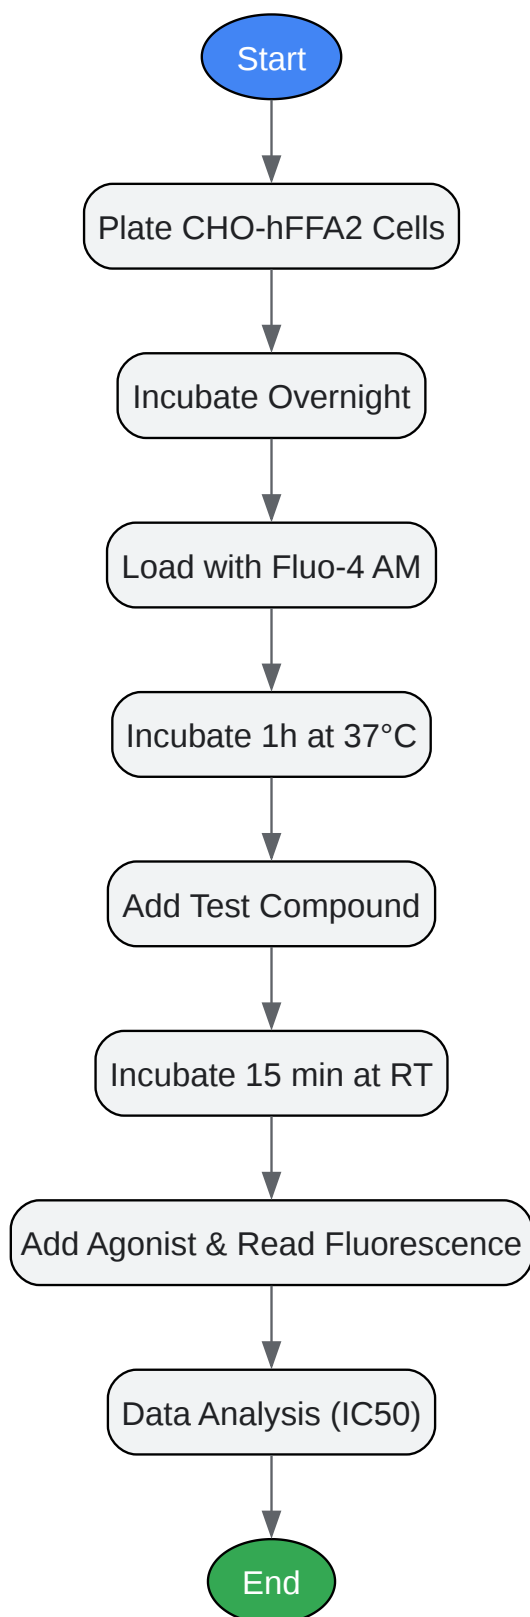 Start
Plate CHO-hFFA2 Cells
Incubate Overnight
Load with Fluo-4 AM
Incubate 1h at 37°C
Add Test Compound
Incubate 15 min at RT
Add Agonist & Read Fluorescence
Data Analysis (IC50)
End